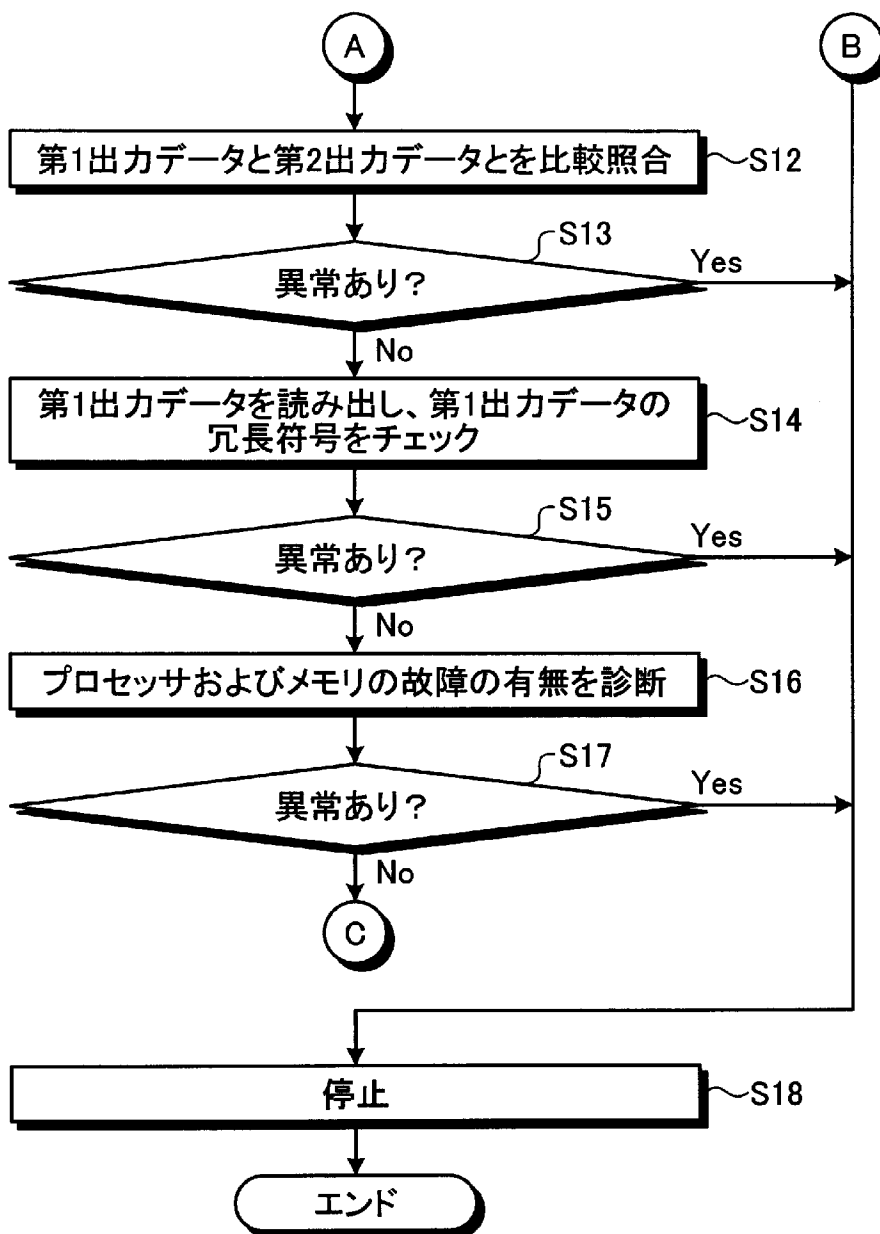 A
B
第1出力データと第2出力データとを比較照合
S12
S13
異常あり?
Yes
No
第1出力データを読み出し、第1出力データの
冗長符号をチェック
S14
S15
異常あり?
Yes
No
プロセッサおよびメモリの故障の有無を診断
S16
S17
異常あり?
Yes
No
C
停止
S18
エンド